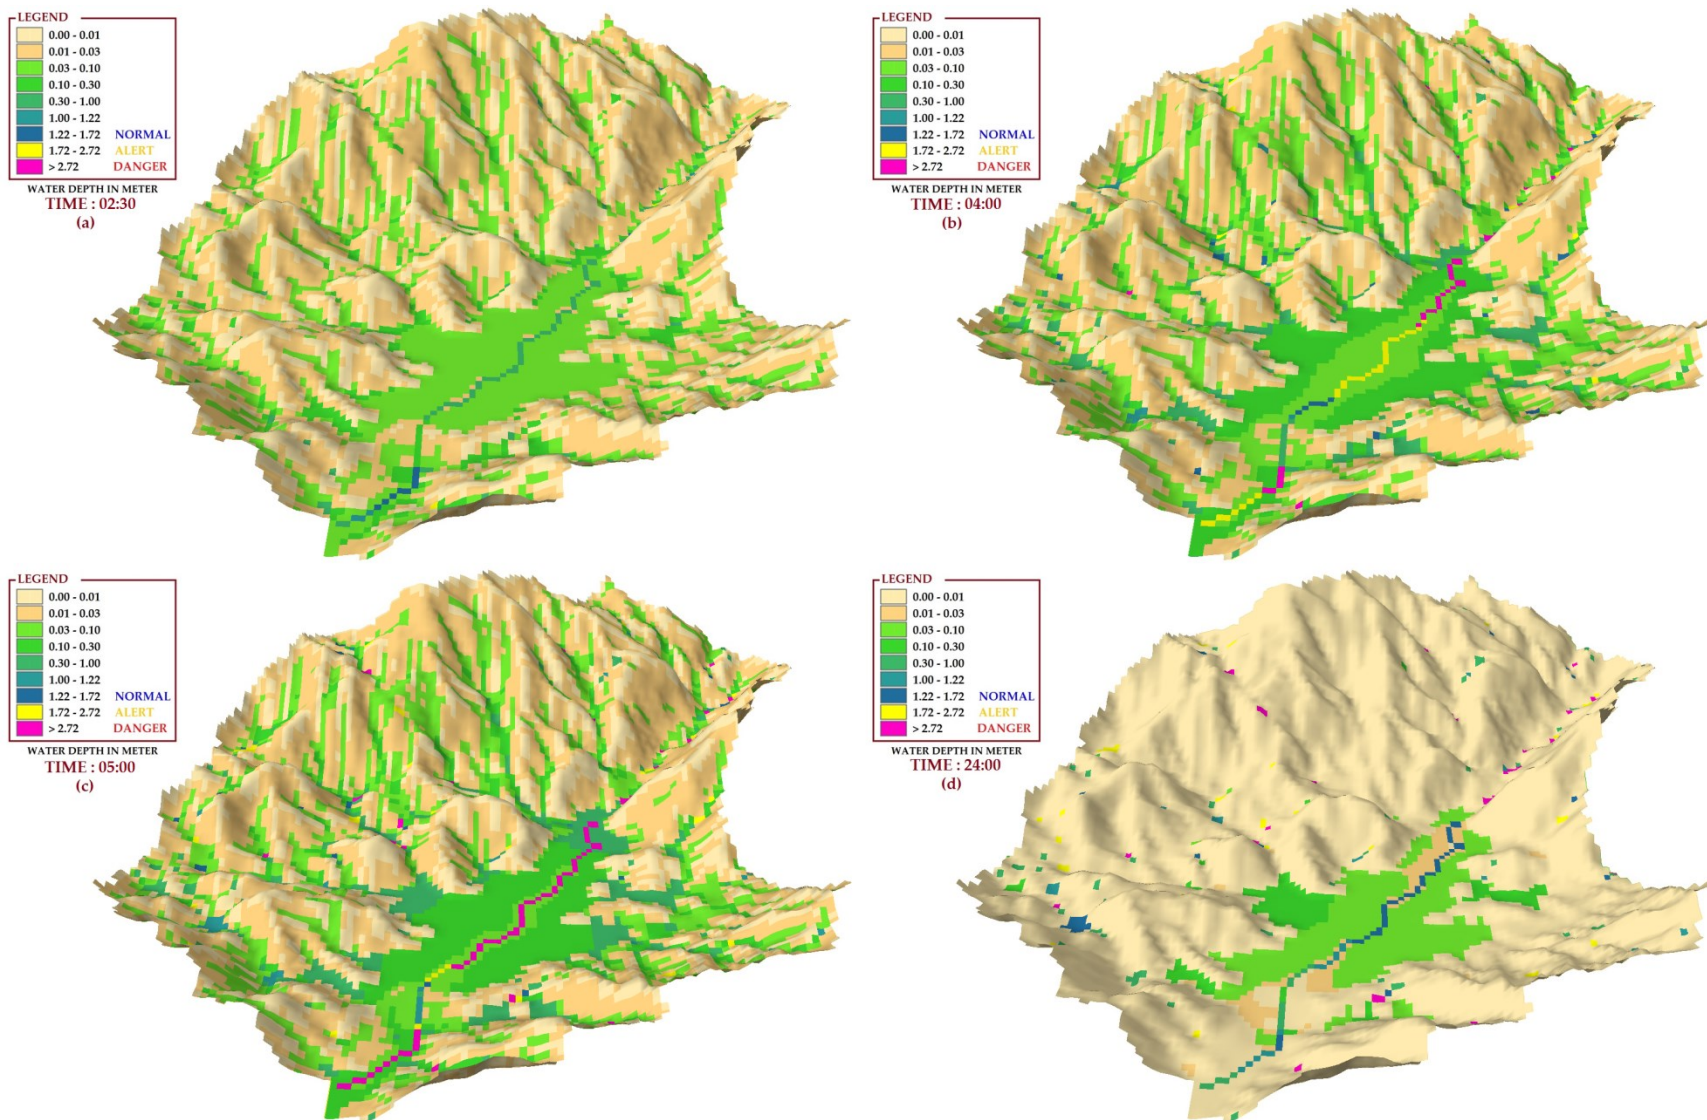 LEGEND
0.00 - 0.01
0.01 - 0.03
0.03 - 0.10
0.10 - 0.30
0.30 - 1.00
1.00 - 1.22
1.22 - 1.72 NORMAL
1.72 - 2.72 ALERT
> 2.72 DANGER
WATER DEPTH IN METER
TIME : 02:30
(a)
LEGEND
0.00 - 0.01
0.01 - 0.03
0.03 - 0.10
0.10 - 0.30
0.30 - 1.00
1.00 - 1.22
1.22 - 1.72 NORMAL
1.72 - 2.72 ALERT
> 2.72 DANGER
WATER DEPTH IN METER
TIME : 04:00
(b)
LEGEND
0.00 - 0.01
0.01 - 0.03
0.03 - 0.10
0.10 - 0.30
0.30 - 1.00
1.00 - 1.22
1.22 - 1.72 NORMAL
1.72 - 2.72 ALERT
> 2.72 DANGER
WATER DEPTH IN METER
TIME : 05:00
(c)
LEGEND
0.00 - 0.01
0.01 - 0.03
0.03 - 0.10
0.10 - 0.30
0.30 - 1.00
1.00 - 1.22
1.22 - 1.72 NORMAL
1.72 - 2.72 ALERT
> 2.72 DANGER
WATER DEPTH IN METER
TIME : 24:00
(d)